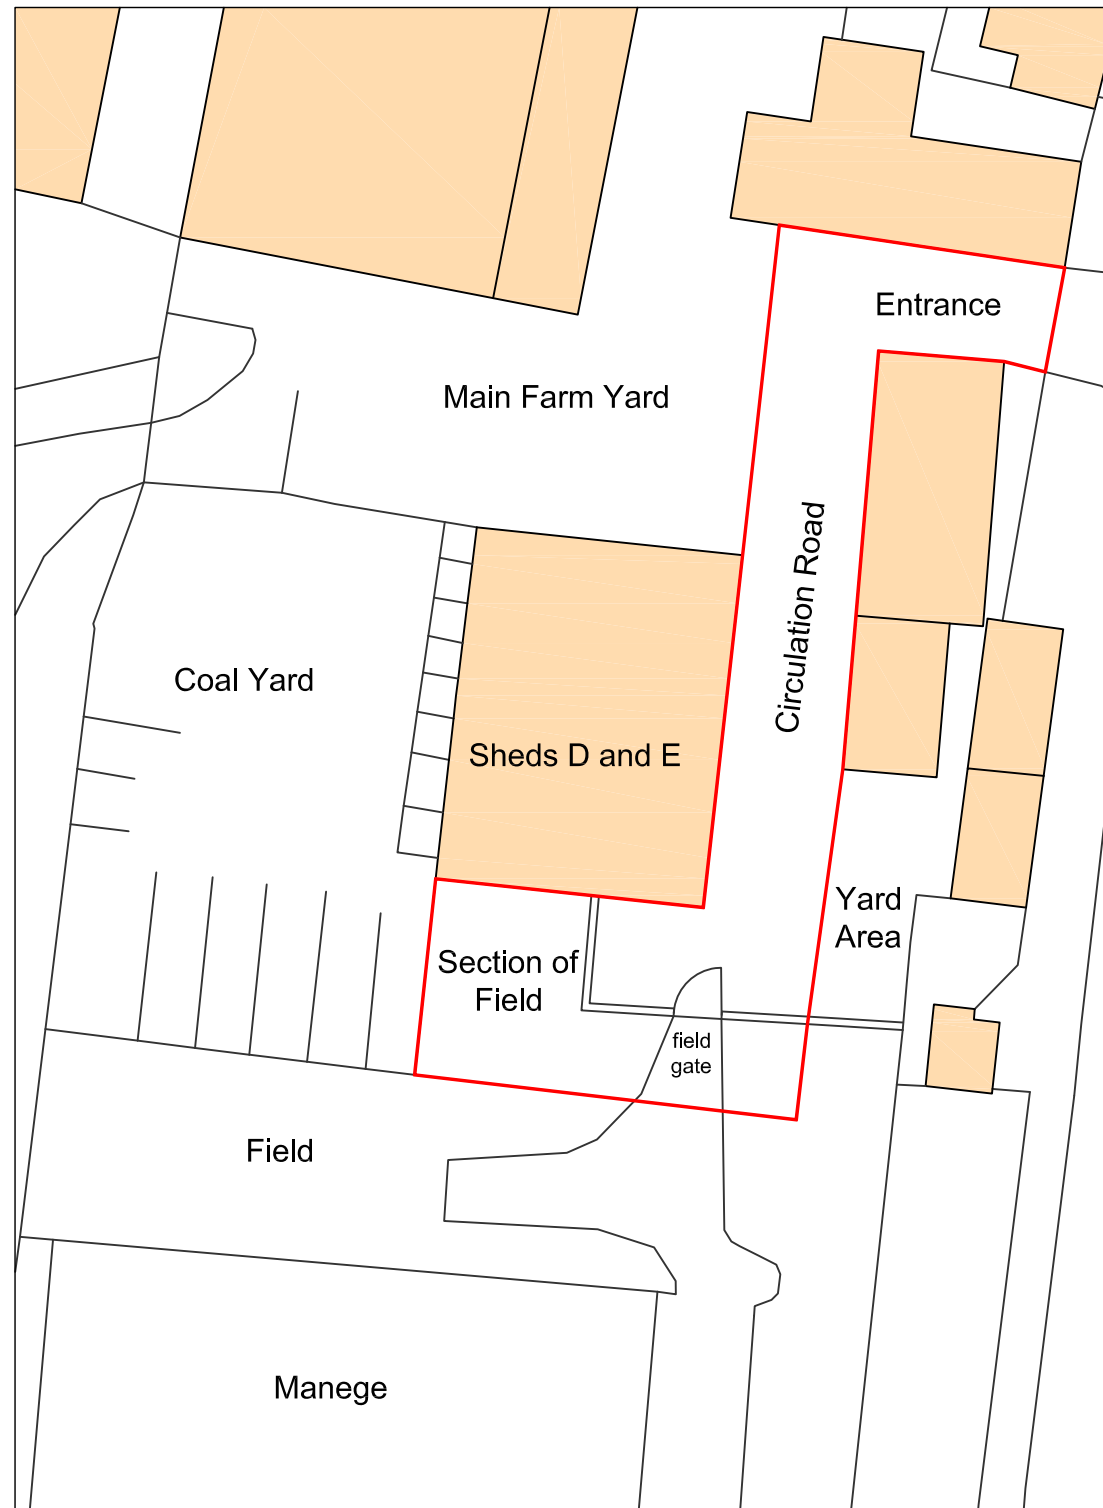 Entrance
Main Farm Yard
Circulation Road
Coal Yard
Sheds D and E
Yard
Area
Section of
Field
field
gate
Field
Manege